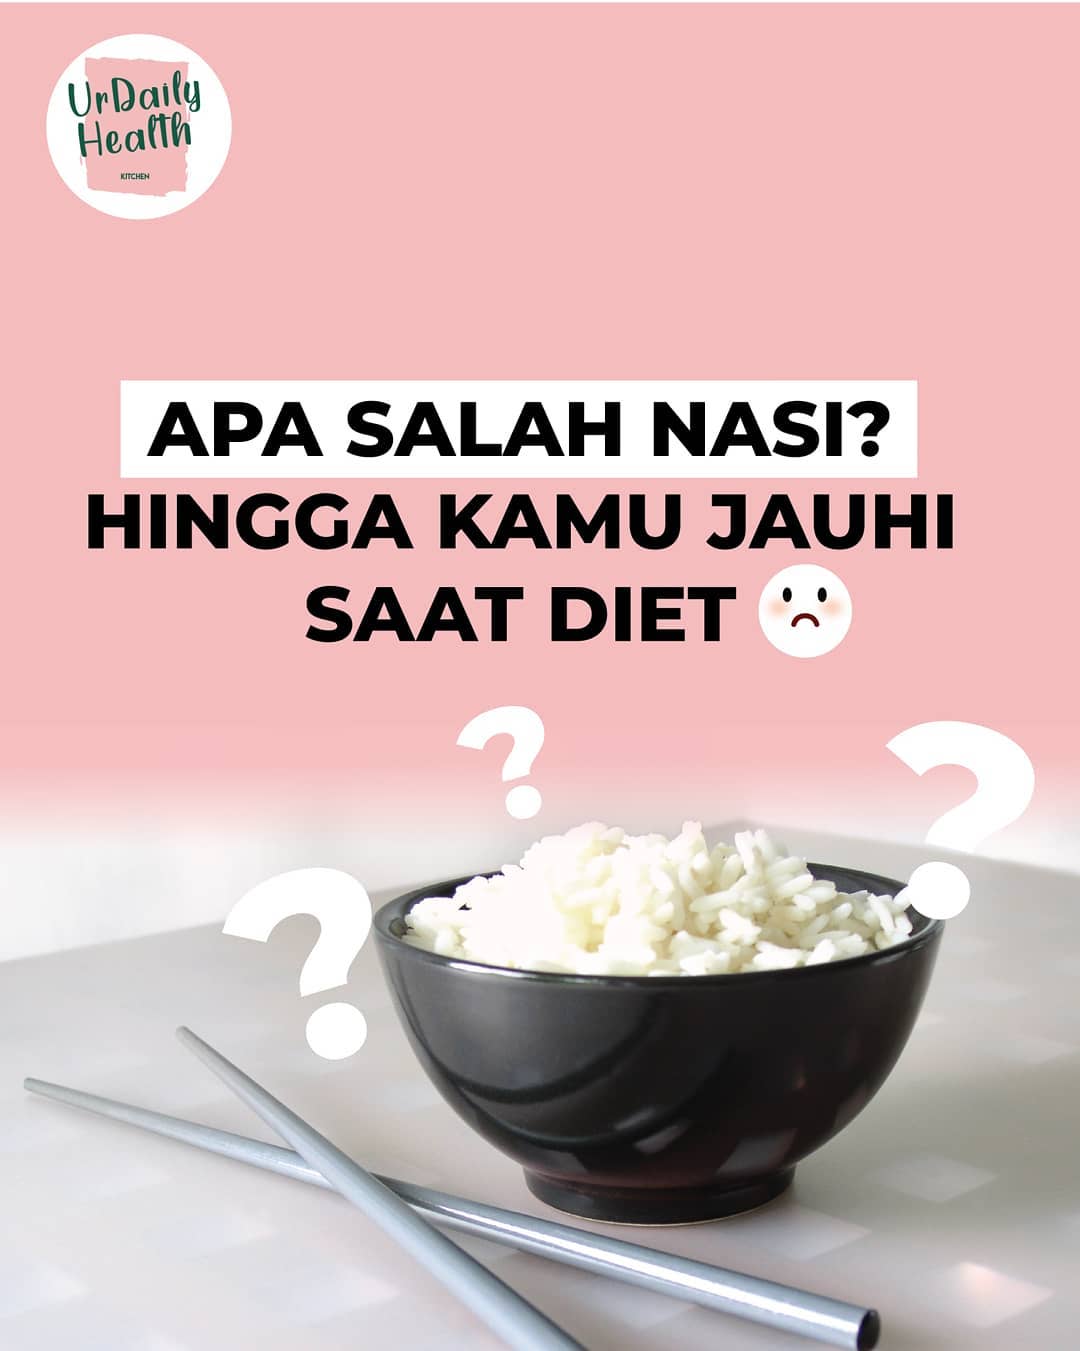 UrDaily
Health
KITCHEN
APA SALAH NASI?
HINGGA KAMU JAUHI
SAAT DIET
?
?
?